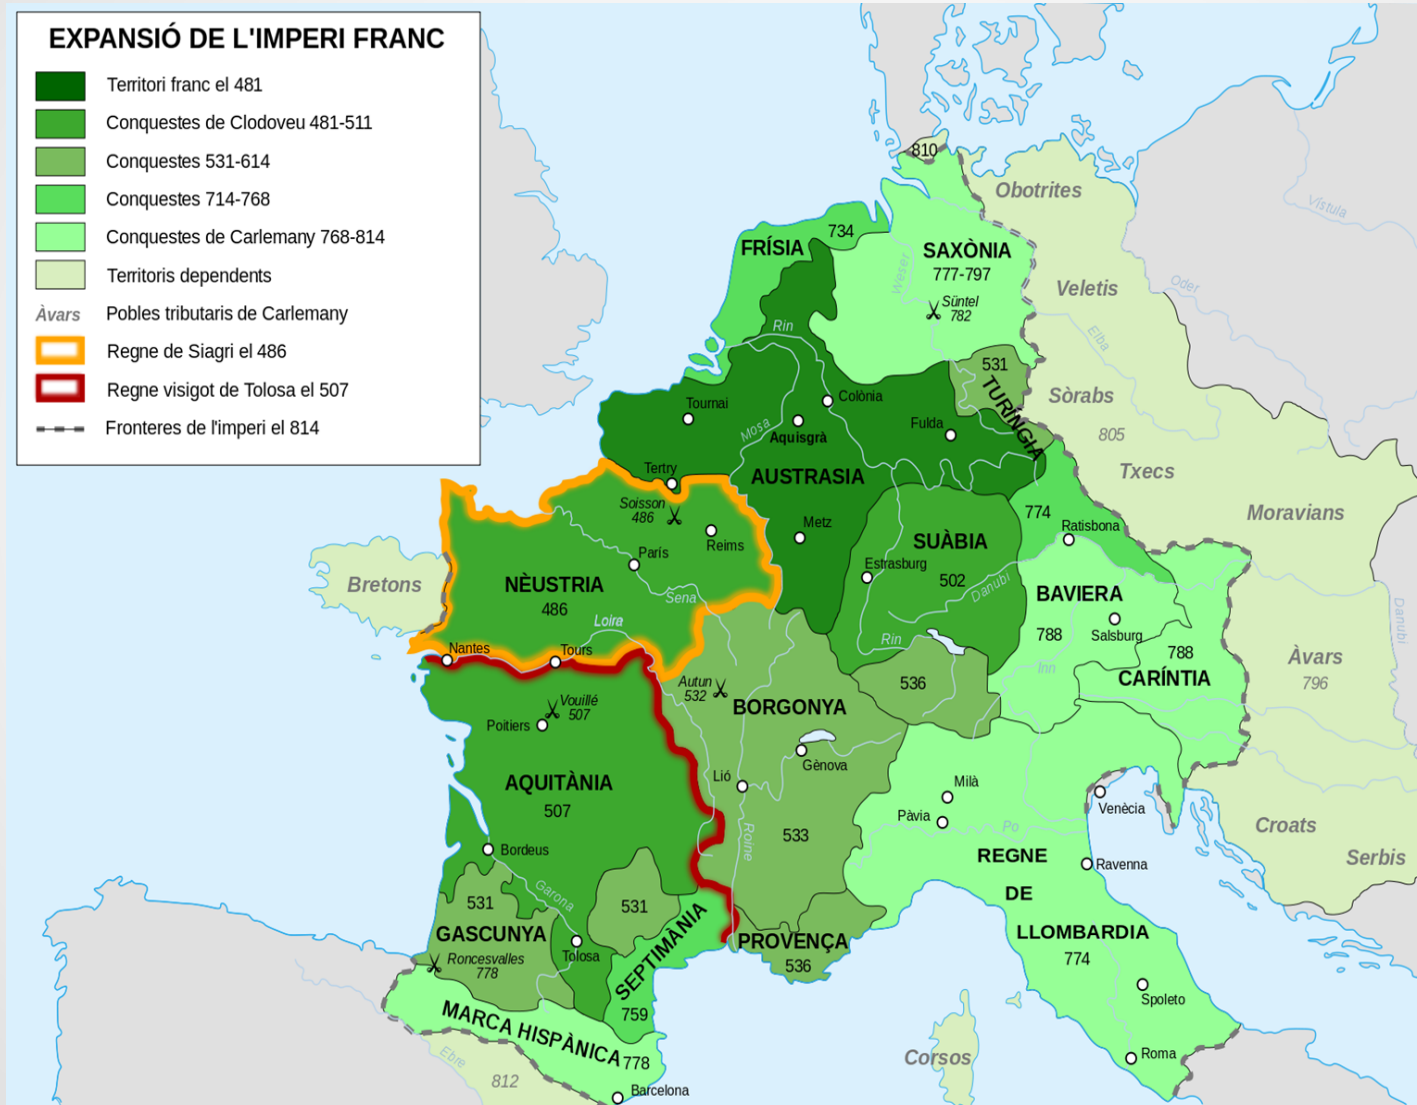 EXPANSIÓ DE L'IMPERI FRANC
Territori franc el 481
Conquestes de Clodoveu 481-511
Conquestes 531-614
Conquestes 714-768
Conquestes de Carlemany 768-814
Territoris dependents
Àvars Pobles tributaris de Carlemany
Regne de Siagri el 486
Regne visigot de Tolosa el 507
Fronteres de l'imperi el 814
810
Obotrites
Vístula
734
FRÍSIA
SAXÒNIA
777-797
Weser
Veletis
Oder
Süntel
782
Rin
Elba
531
TURÍNGIA
Sòrabs
805
Colònia
Tournai
Mosa
Aquisgrà
Fulda
Txecs
Tertry
AUSTRASIA
Soisson
486
774
Moravians
Reims
Metz
SUÀBIA
502
Ratisbona
París
Estrasburg
Bretons
NÈUSTRIA
486
Sena
Danubi
BAVIERA
Danubi
Loira
Salsburg
788
Rin
Nantes
Tours
788
Inn
CARÍNTIA
Àvars
796
Autun
532
536
Vouillé
507
BORGONYA
Poitiers
Gènova
Lió
AQUITÀNIA
507
Milà
Venècia
Pàvia
Po
Croats
Roine
533
Bordeus
REGNE
DE
LLOMBARDIA
774
Ravenna
Serbis
Garona
531
531
GASCUNYA
SEPTIMÀNIA
759
PROVENÇA
536
Tolosa
Roncesvalles
778
Spoleto
MARCA HISPÀNICA
778
Ebre
812
Corsos
Roma
Barcelona